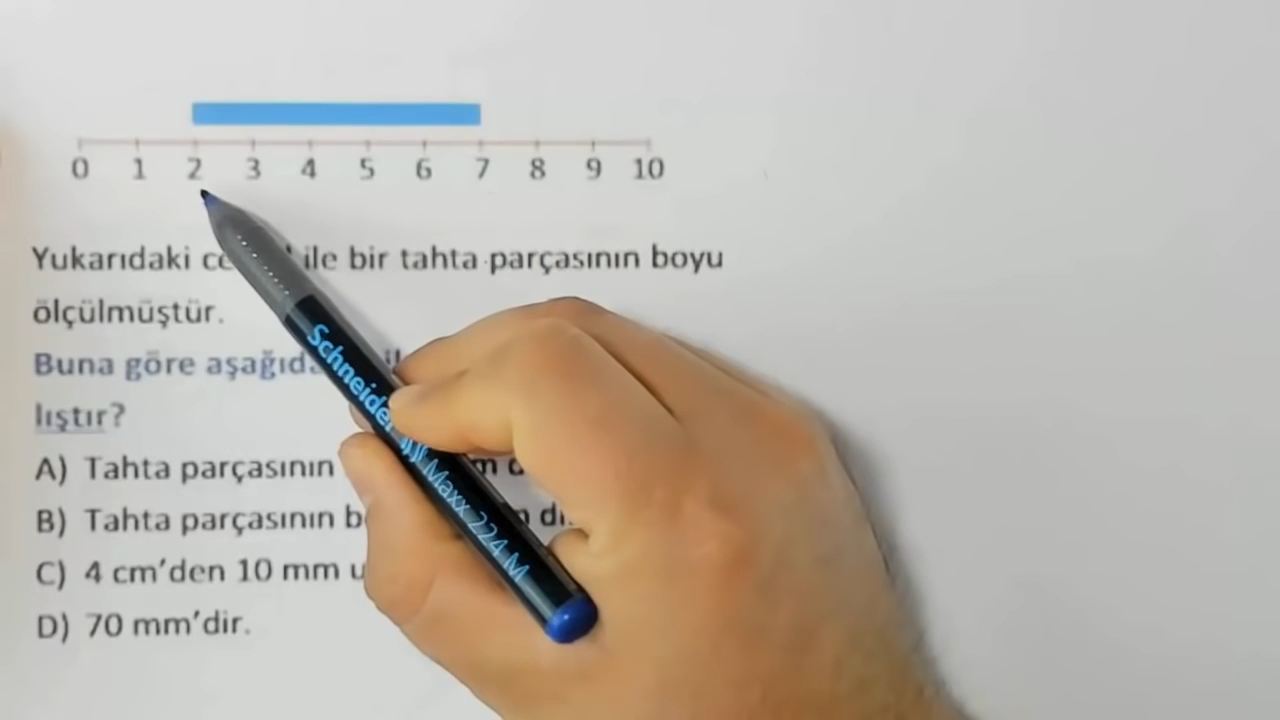 0 1 2 3 4 5 6 7 8 9 10
Yukarıdaki ile bir tahta parçasının boyu
ölçülmüştür.
Buna göre
lıştır?
A) Tahta parçasının
B) Tahta parçasının
C) 4 cm'den 10 mm
D) 70 mm'dir.
Schneider Maxx 224 M